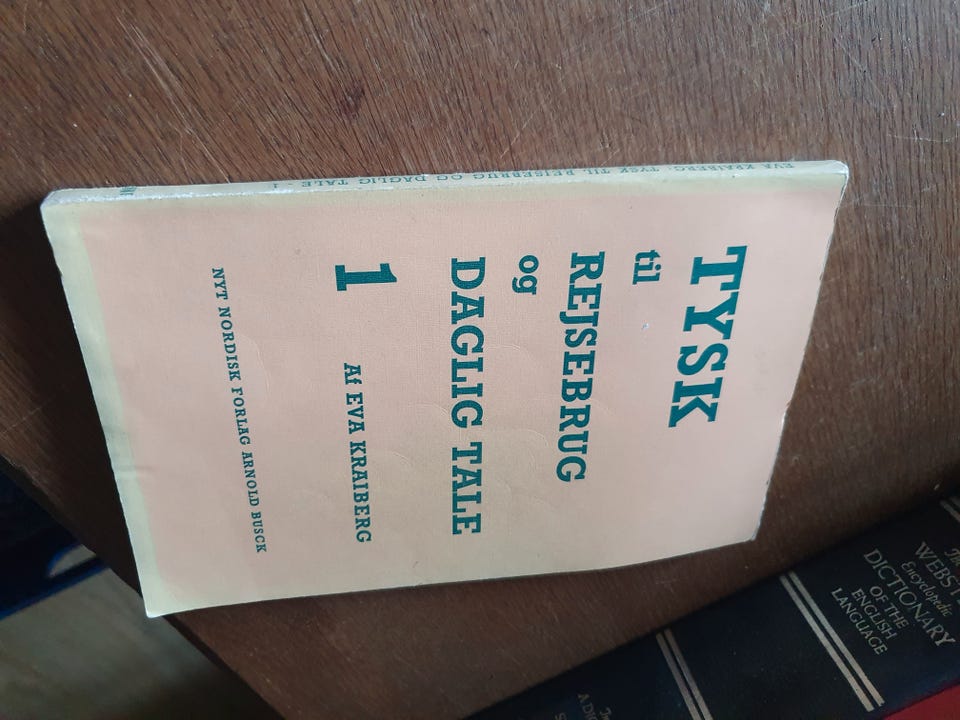 TYSK
til
REJSEBRUG
og
DAGLIG TALE
1
Af EVA KRAIBERG
NYT NORDISK FORLAG ARNOLD BUSCK
EVA KRAIBERG TYSK TIL REJSEBRUG OG DAGLIG TALE 1
WEBST
Encyclopedic
DICTIONARY
OF THE
ENGLISH
LANGUAGE